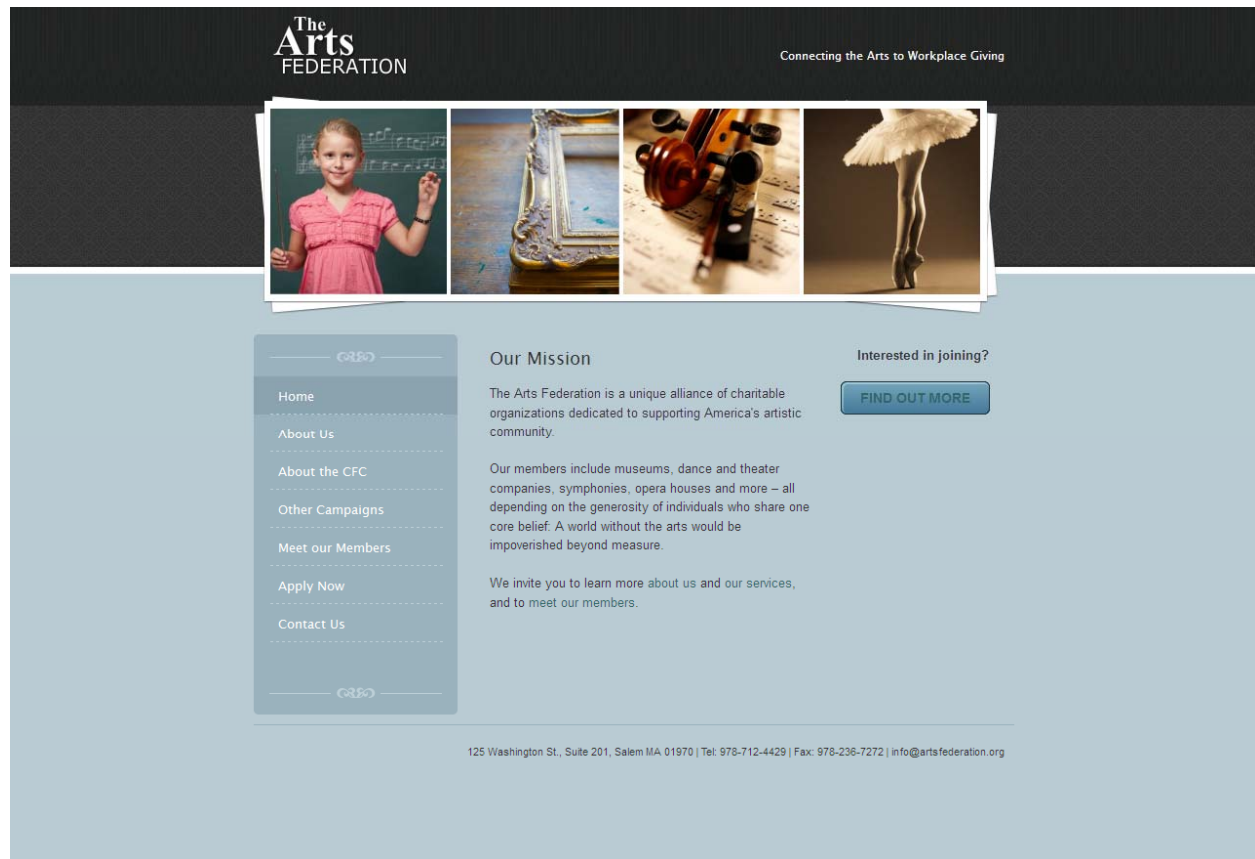 The
Arts
FEDERATION
Connecting the Arts to Workplace Giving
Home
About Us
About the CFC
Other Campaigns
Meet our Members
Apply Now
Contact Us
Our Mission
The Arts Federation is a unique alliance of charitable
organizations dedicated to supporting America's artistic
community.
Our members include museums, dance and theater
companies, symphonies, opera houses and more – all
depending on the generosity of individuals who share one
core belief: A world without the arts would be
impoverished beyond measure.
We invite you to learn more about us and our services,
and to meet our members.
Interested in joining?
FIND OUT MORE
125 Washington St., Suite 201, Salem MA 01970 | Tel: 978-712-4429 | Fax: 978-236-7272 | info@artsfederation.org